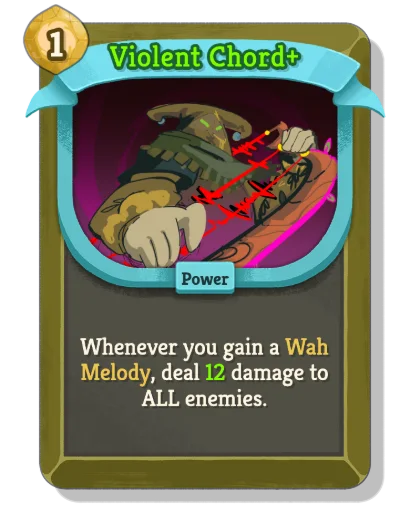 1
Violent Chord+
Power
Whenever you gain a Wah
Melody, deal 12 damage to
ALL enemies.